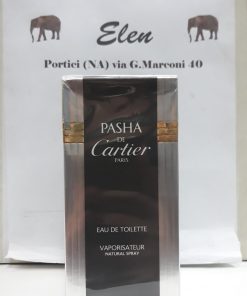 Elen
Portici (NA) via G.Marconi 40
PASHA
DE
Cartier
PARIS
EAU DE TOILETTE
VAPORISATEUR
NATURAL SPRAY